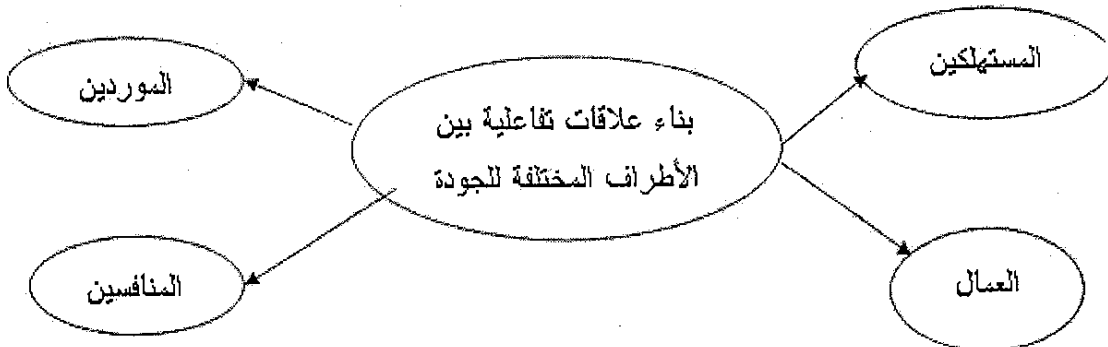 المستهلكين
الموردين
بناء علاقات تفاعلية بين
الأطراف المختلفة للجودة
العمال
المنافسين